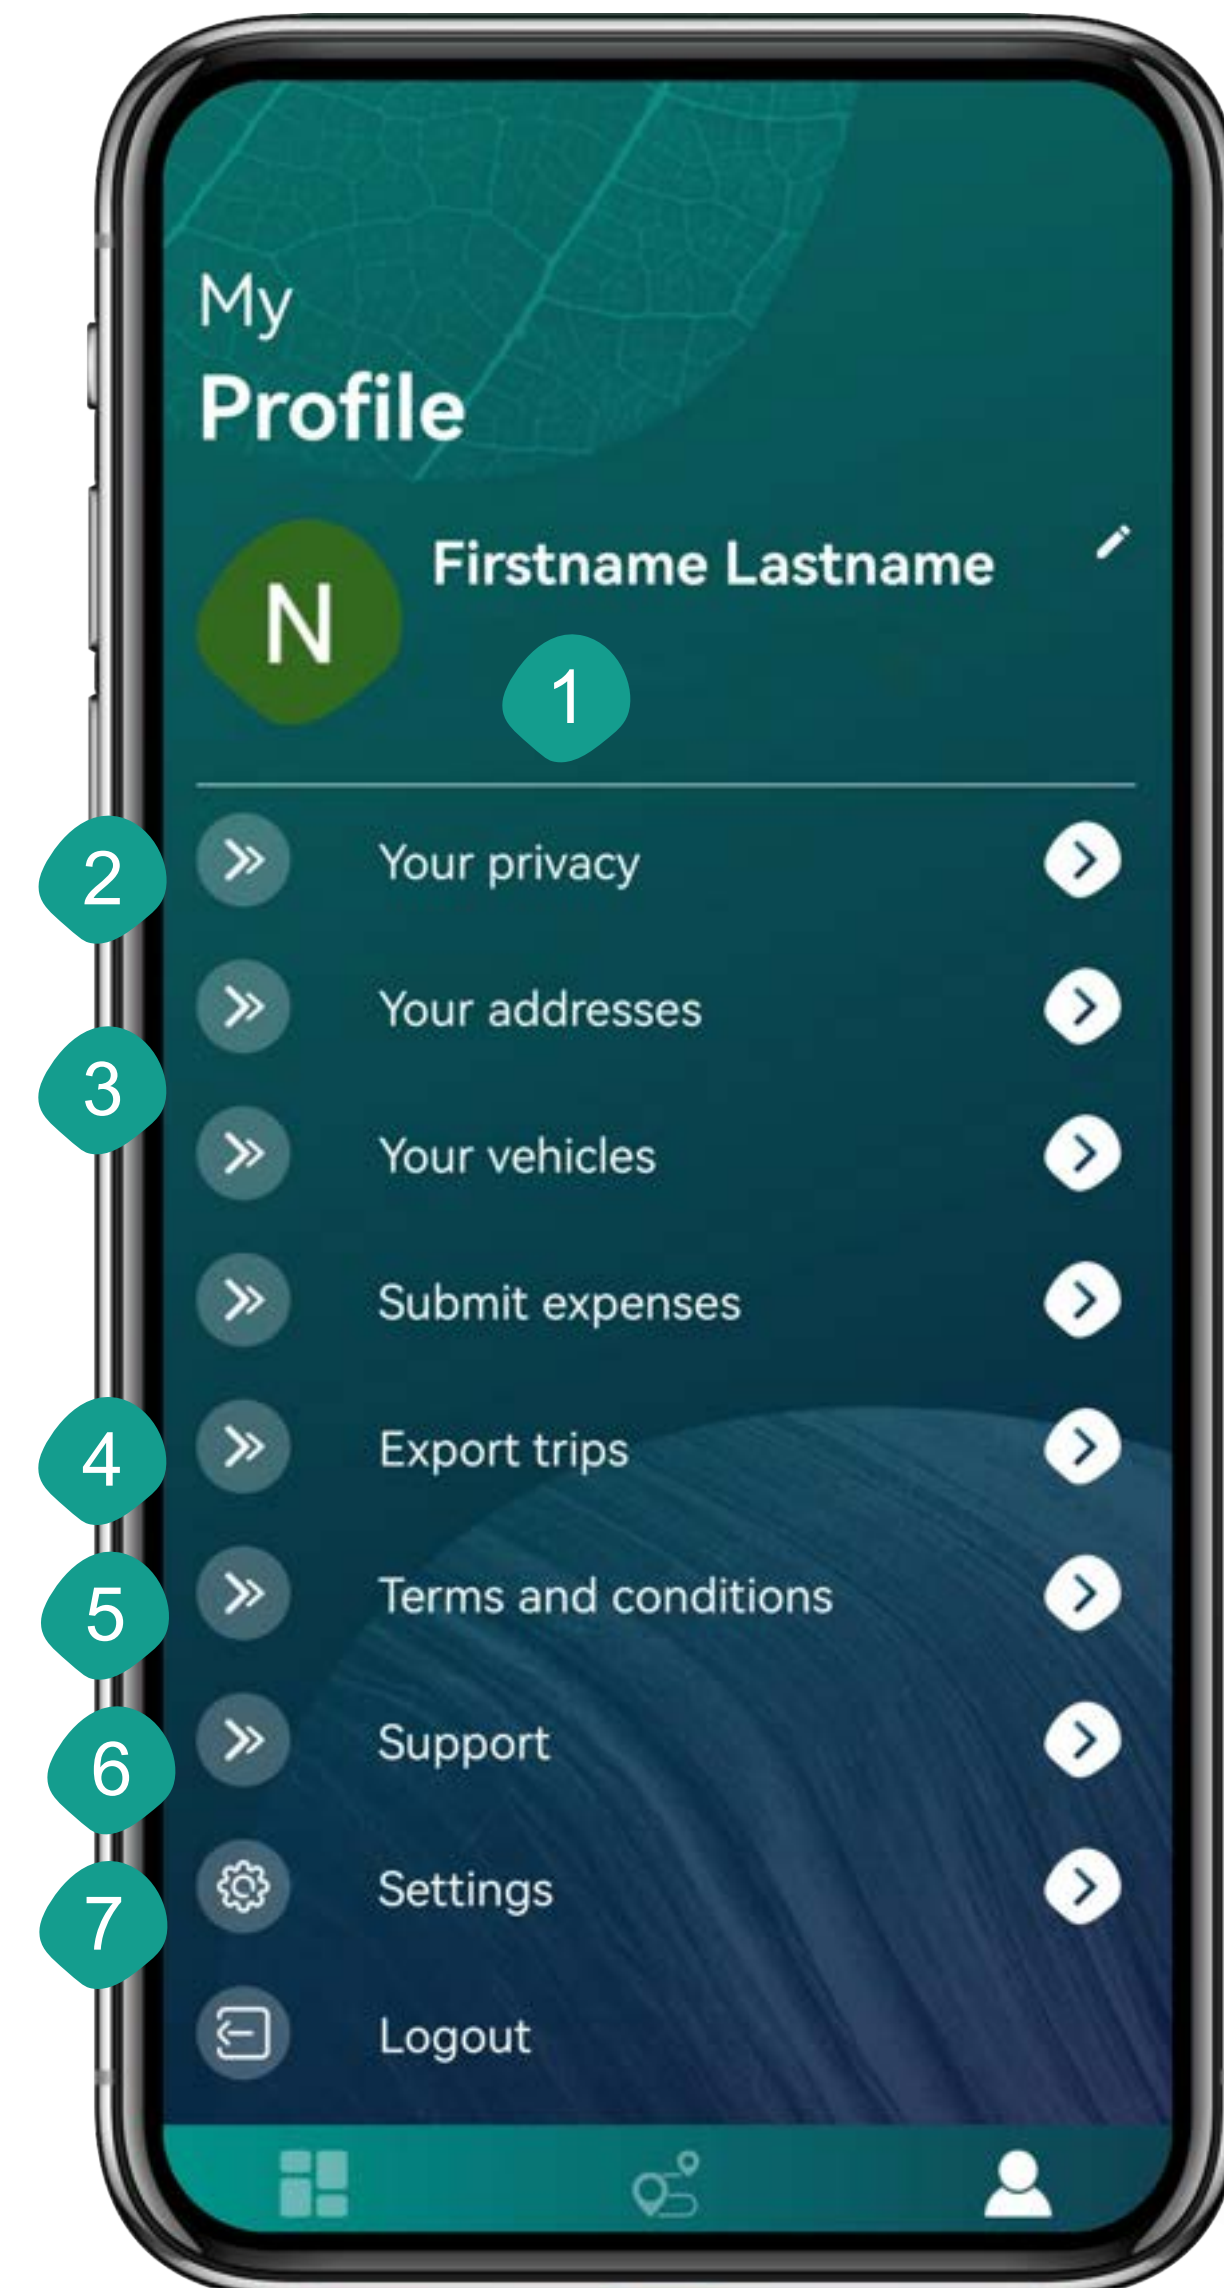 My
Profile
N
Firstname Lastname
1
2
Your privacy
Your addresses
3
Your vehicles
Submit expenses
4
Export trips
5
Terms and conditions
6
Support
7
Settings
Logout